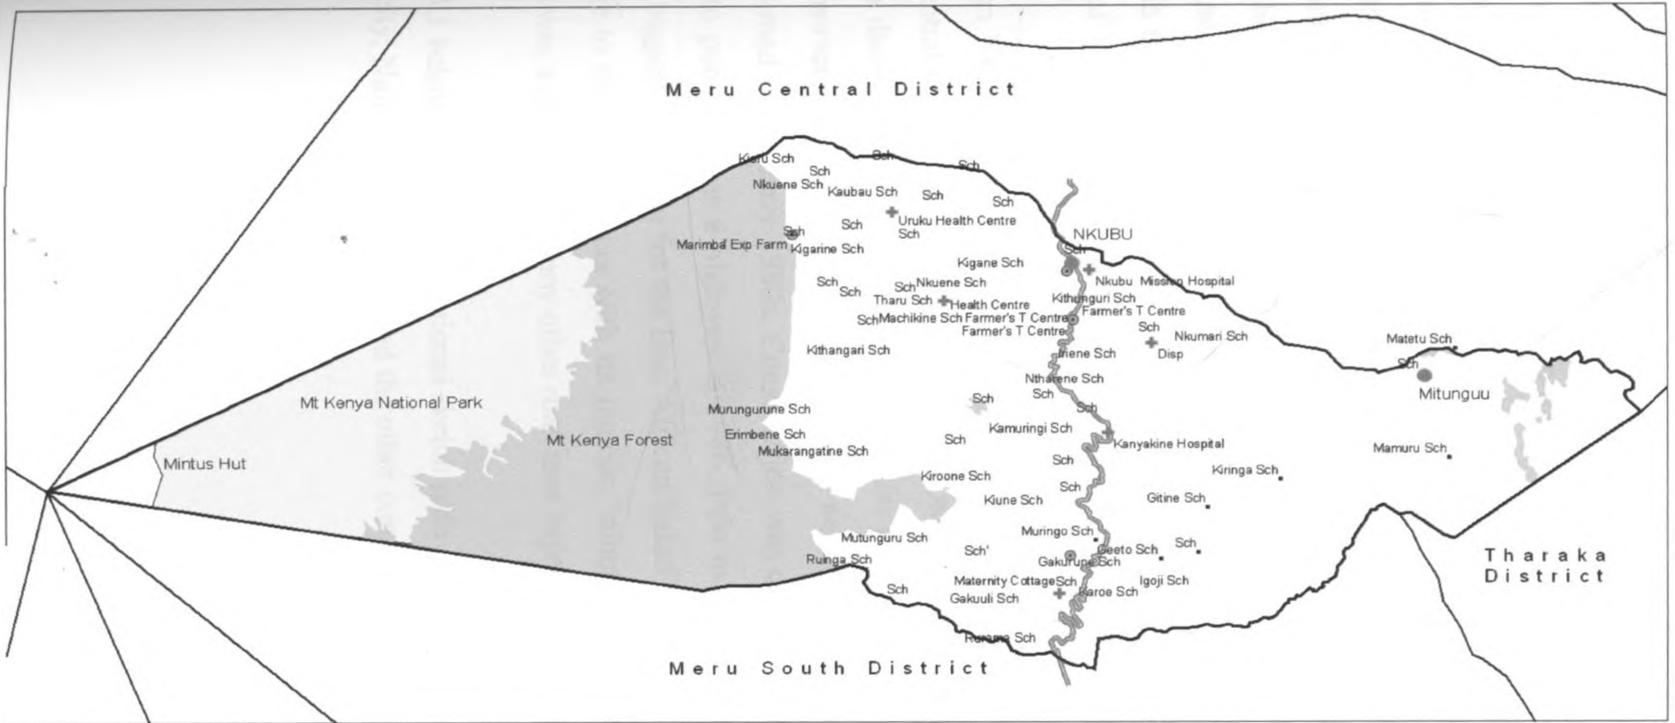 Meru Central District
Kieru Sch
Sch
Sch
Sch
Nkuene Sch
Kaubau Sch
Sch
Sch
Uruku Health Centre
Sch
Sch
Sch
NKUBU
Marimba Exp Farm
Kigarine Sch
Sch
Kigane Sch
Nkubu Mission Hospital
Sch
Sch
Sch
Nkuene Sch
Tharu Sch
Health Centre
Kithunguri Sch
Farmer's T Centre
Sch
Machikine Sch
Farmer's T Centre
Farmer's T Centre
Sch
Nkumari Sch
Disp
Kithangari Sch
Iriene Sch
Matetu Sch
Sch
Mitunguu
Ntharene Sch
Sch
Sch
Sch
Mt Kenya National Park
Murungurune Sch
Erimbene Sch
Mt Kenya Forest
Mukarangatine Sch
Sch
Kamuringi Sch
Kanyakine Hospital
Mamuru Sch
Mintus Hut
Sch
Kiringa Sch
Kiroone Sch
Sch
Kiune Sch
Gitine Sch
Muringo Sch
Mutunguru Sch
Sch'
Geeto Sch
Sch
Ruinga Sch
Gakurune Sch
Tharaka
District
Maternity Cottage
Sch
Igoji Sch
Sch
Gakuuli Sch
Karoe Sch
Rurama Sch
Meru South District